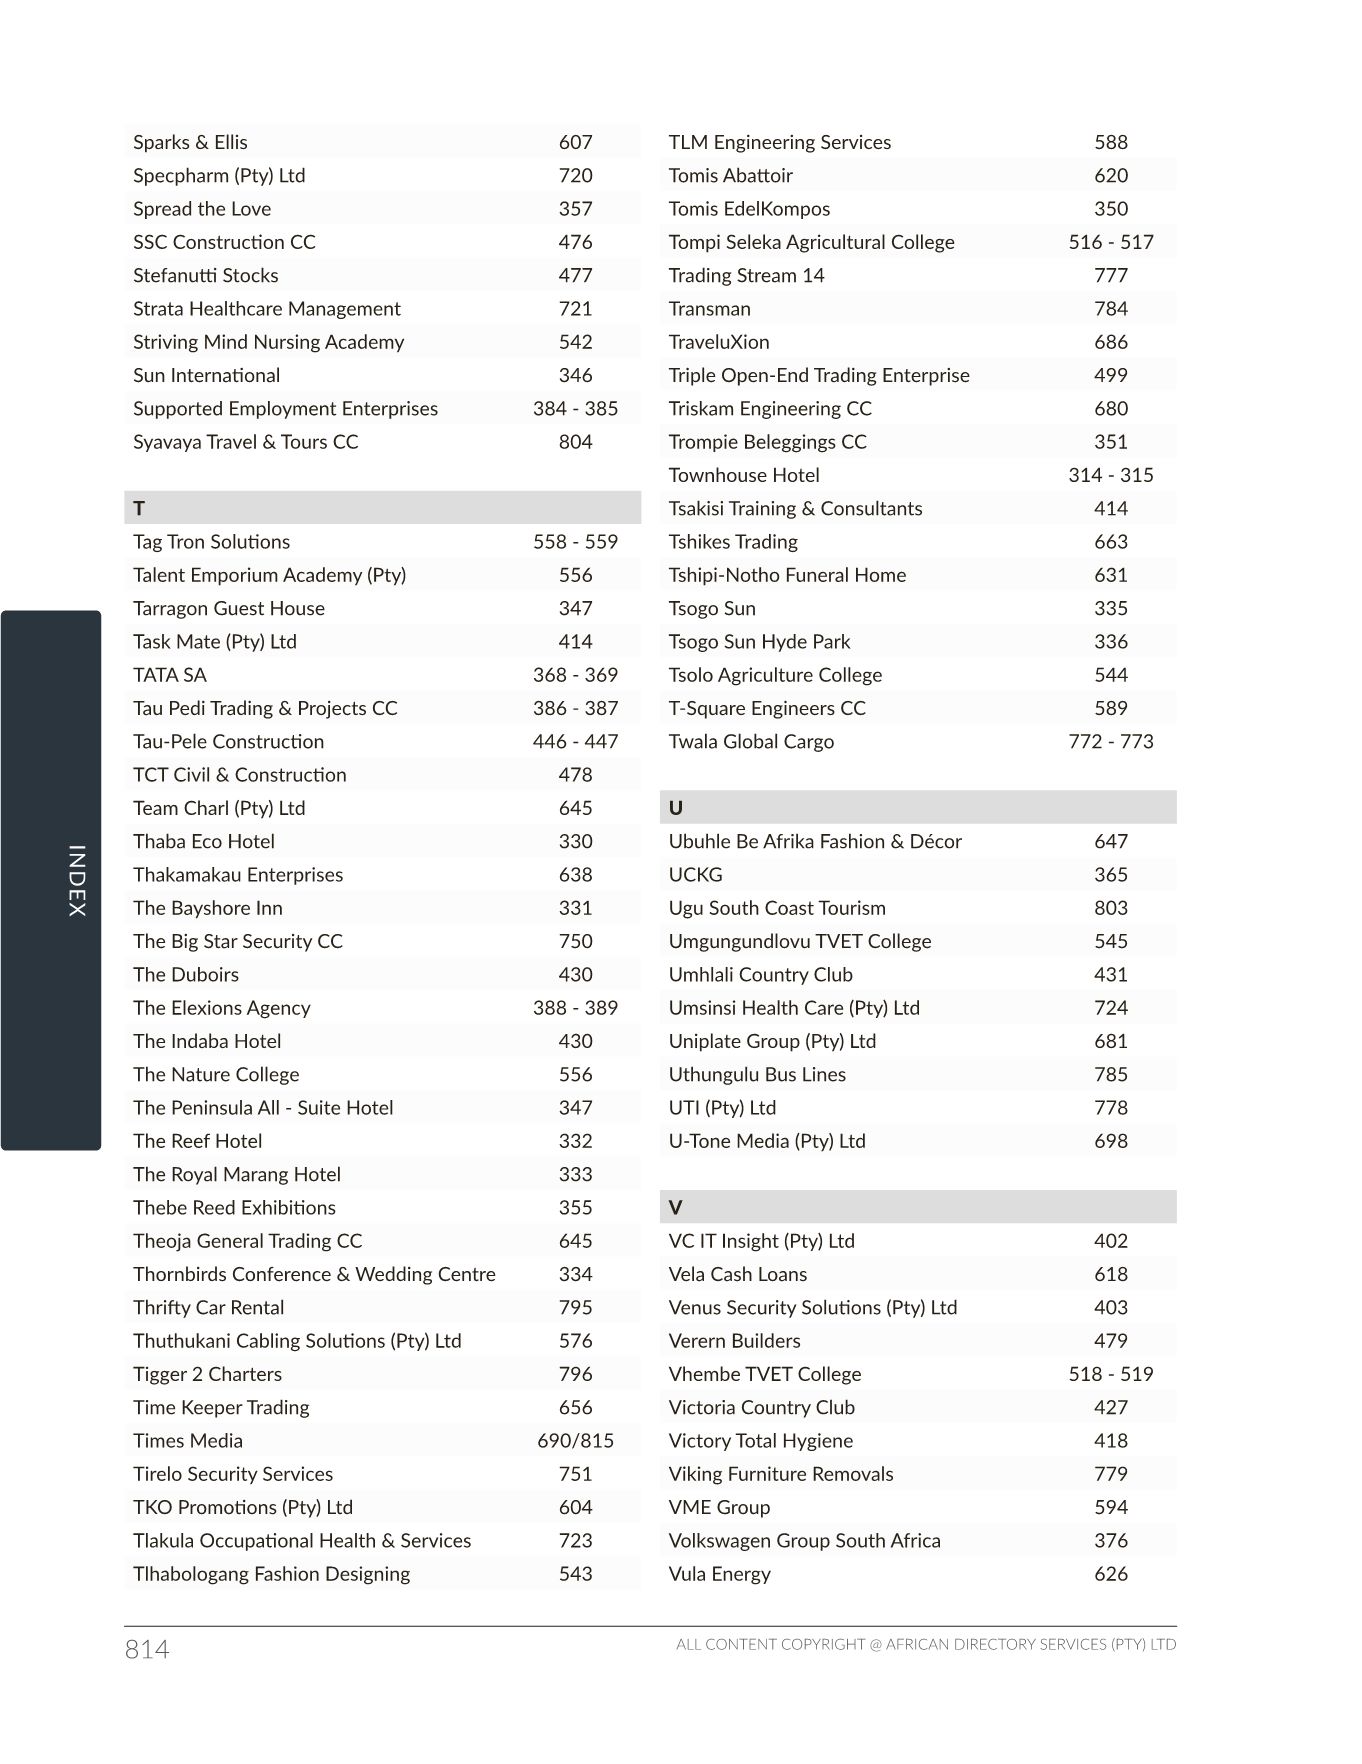 Sparks & Ellis 607
Specpharm (Pty) Ltd 720
Spread the Love 357
SSC Construction CC 476
Stefanutti Stocks 477
Strata Healthcare Management 721
Striving Mind Nursing Academy 542
Sun International 346
Supported Employment Enterprises 384 - 385
Syavaya Travel & Tours CC 804
T
Tag Tron Solutions 558 - 559
Talent Emporium Academy (Pty) 556
Tarragon Guest House 347
Task Mate (Pty) Ltd 414
TATA SA 368 - 369
Tau Pedi Trading & Projects CC 386 - 387
Tau-Pele Construction 446 - 447
TCT Civil & Construction 478
Team Charl (Pty) Ltd 645
Thaba Eco Hotel 330
Thakamakau Enterprises 638
The Bayshore Inn 331
The Big Star Security CC 750
The Duboirs 430
The Elexions Agency 388 - 389
The Indaba Hotel 430
The Nature College 556
The Peninsula All - Suite Hotel 347
The Reef Hotel 332
The Royal Marang Hotel 333
Thebe Reed Exhibitions 355
Theoja General Trading CC 645
Thornbirds Conference & Wedding Centre 334
Thrifty Car Rental 795
Thuthukani Cabling Solutions (Pty) Ltd 576
Tigger 2 Charters 796
Time Keeper Trading 656
Times Media 690/815
Tirelo Security Services 751
TKO Promotions (Pty) Ltd 604
Tlakula Occupational Health & Services 723
Tlhabologang Fashion Designing 543
TLM Engineering Services 588
Tomis Abattoir 620
Tomis EdelKompos 350
Tompi Seleka Agricultural College 516 - 517
Trading Stream 14 777
Transman 784
TraveluXion 686
Triple Open-End Trading Enterprise 499
Triskam Engineering CC 680
Trompie Beleggings CC 351
Townhouse Hotel 314 - 315
Tsakisi Training & Consultants 414
Tshikes Trading 663
Tshipi-Notho Funeral Home 631
Tsogo Sun 335
Tsogo Sun Hyde Park 336
Tsolo Agriculture College 544
T-Square Engineers CC 589
Twala Global Cargo 772 - 773
U
Ubuhle Be Afrika Fashion & Décor 647
UCKG 365
Ugu South Coast Tourism 803
Umgungundlovu TVET College 545
Umhlali Country Club 431
Umsinsi Health Care (Pty) Ltd 724
Uniplate Group (Pty) Ltd 681
Uthungulu Bus Lines 785
UTI (Pty) Ltd 778
U-Tone Media (Pty) Ltd 698
V
VC IT Insight (Pty) Ltd 402
Vela Cash Loans 618
Venus Security Solutions (Pty) Ltd 403
Verern Builders 479
Vhembe TVET College 518 - 519
Victoria Country Club 427
Victory Total Hygiene 418
Viking Furniture Removals 779
VME Group 594
Volkswagen Group South Africa 376
Vula Energy 626
INDEX
814
ALL CONTENT COPYRIGHT @ AFRICAN DIRECTORY SERVICES (PTY) LTD